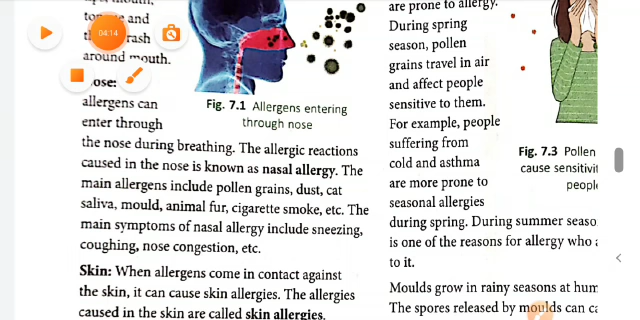 and
rash
around mouth.
allergens can
enter through
Fig. 7.1 Allergens entering
through nose
the nose during breathing. The allergic reactions
caused in the nose is known as nasal allergy. The
main allergens include pollen grains, dust, cat
saliva, mould, animal fur, cigarette smoke, etc. The
main symptoms of nasal allergy include sneezing,
coughing, nose congestion, etc.
Skin: When allergens come in contact against
the skin, it can cause skin allergies. The allergies
caused in the skin are called skin allergies.
are prone to allergy.
During spring
season, pollen
grains travel in air
and affect people
sensitive to them.
For example, people
suffering from
cold and asthma
are more prone to
seasonal allergies
Fig. 7.3 Pollen
cause
during spring. During summer
is one of the reasons for allergy who
to it.
Moulds grow in rainy seasons at
The spores released by moulds can
04:14